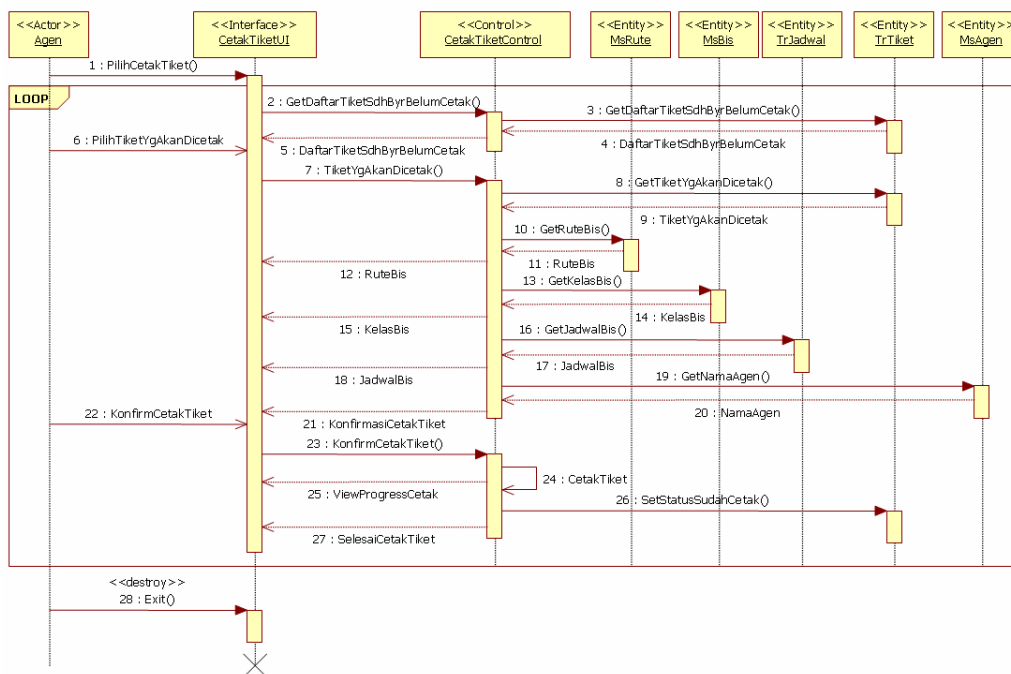 <<Actor>>
Agen
<<Interface>>
CetakTiketUI
<<Control>>
CetakTiketControl
<<Entity>>
MsRute
<<Entity>>
MsBis
<<Entity>>
TrJadwal
<<Entity>>
TrTiket
<<Entity>>
MsAgen
1 : PilihCetakTiket()
LOOP
2 : GetDaftarTiketSdhByrBelumCetak()
3 : GetDaftarTiketSdhByrBelumCetak()
4 : DaftarTiketSdhByrBelumCetak
5 : DaftarTiketSdhByrBelumCetak
6 : PilihTiketYgAkanDicetak
7 : TiketYgAkanDicetak()
8 : GetTiketYgAkanDicetak()
9 : TiketYgAkanDicetak
10 : GetRuteBis()
11 : RuteBis
12 : RuteBis
13 : GetKelasBis()
14 : KelasBis
15 : KelasBis
16 : GetJadwalBis()
17 : JadwalBis
18 : JadwalBis
19 : GetNamaAgen()
20 : NamaAgen
21 : KonfirmasiCetakTiket
22 : KonfirmCetakTiket
23 : KonfirmCetakTiket()
24 : CetakTiket
25 : ViewProgressCetak
26 : SetStatusSudahCetak()
27 : SelesaiCetakTiket
<<destroy>>
28 : Exit()